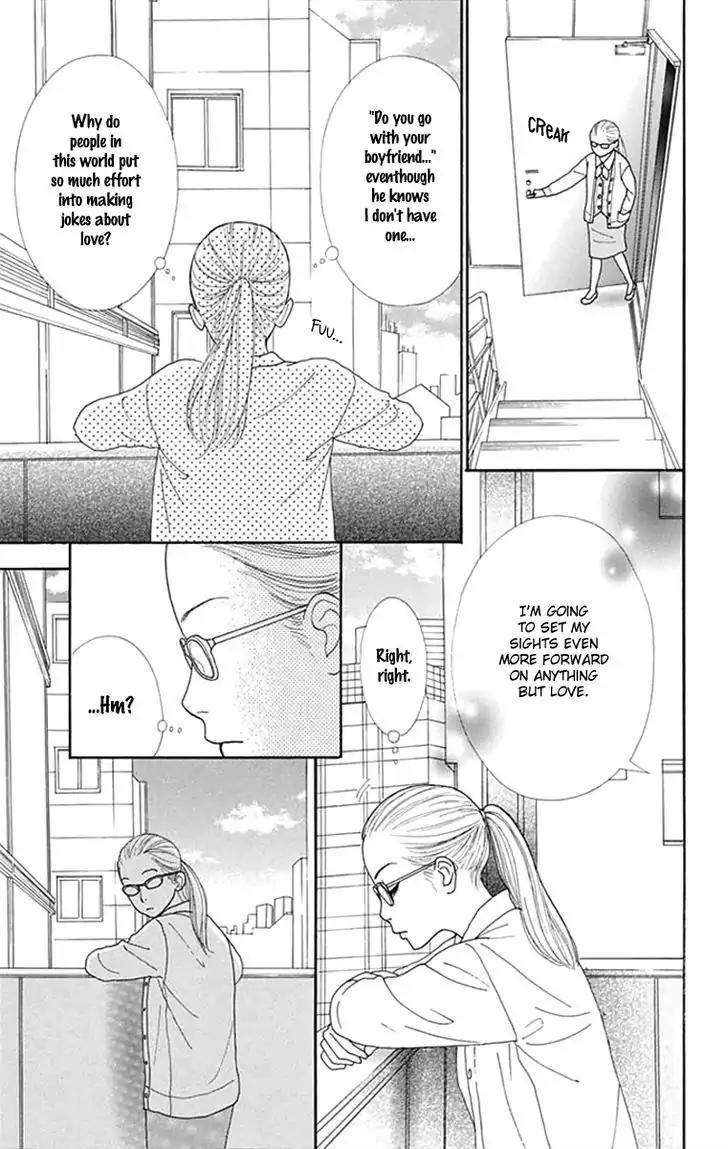 CREAK
"Do you go
with your
boyfriend..."
eventhough
he knows
I don't have
one...
Why do
people in
this world put
so much effort
into making
jokes about
love?
FUU...
I'M GOING
TO SET MY
SIGHTS EVEN
MORE FORWARD
ON ANYTHING
BUT LOVE.
Right,
right.
...Hm?